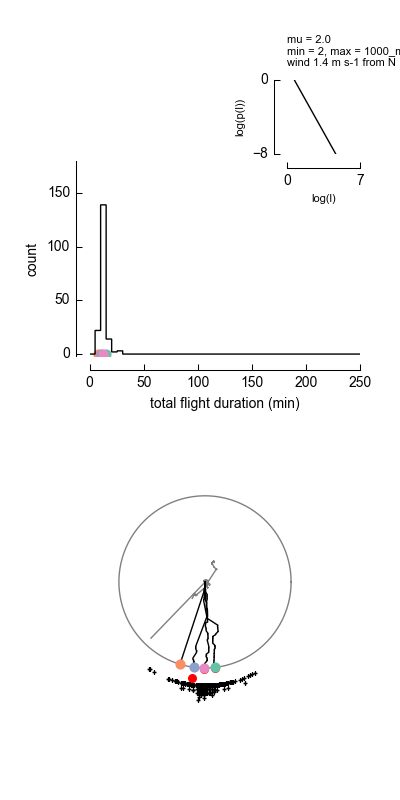 mu = 2.0
min = 2, max = 1000_m
wind 1.4 m s-1 from N
0
log(p(l))
−8
0 7
log(l)
150
100
count
50
0
0 50 100 150 200 250
total flight duration (min)